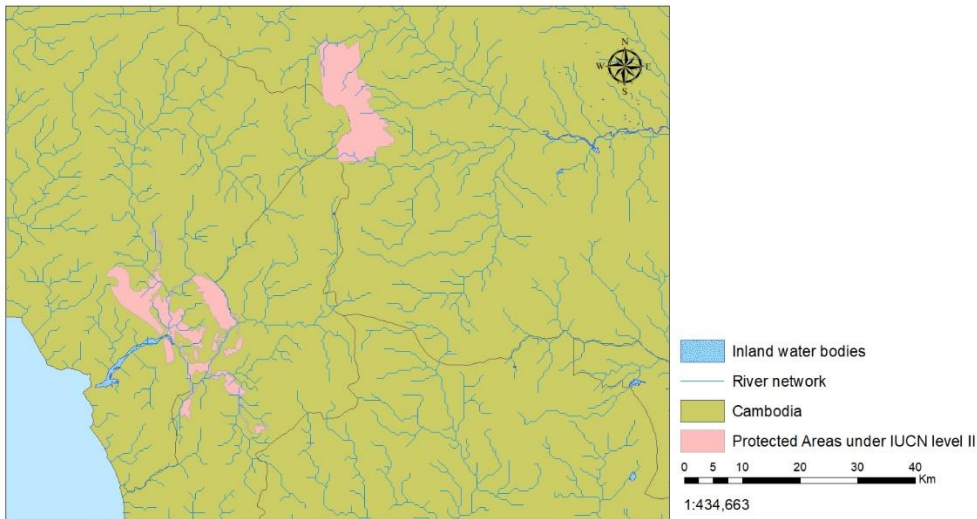 N
W E
S
Inland water bodies
River network
Cambodia
Protected Areas under IUCN level II
0 5 10 20 30 40
Km
1:434,663